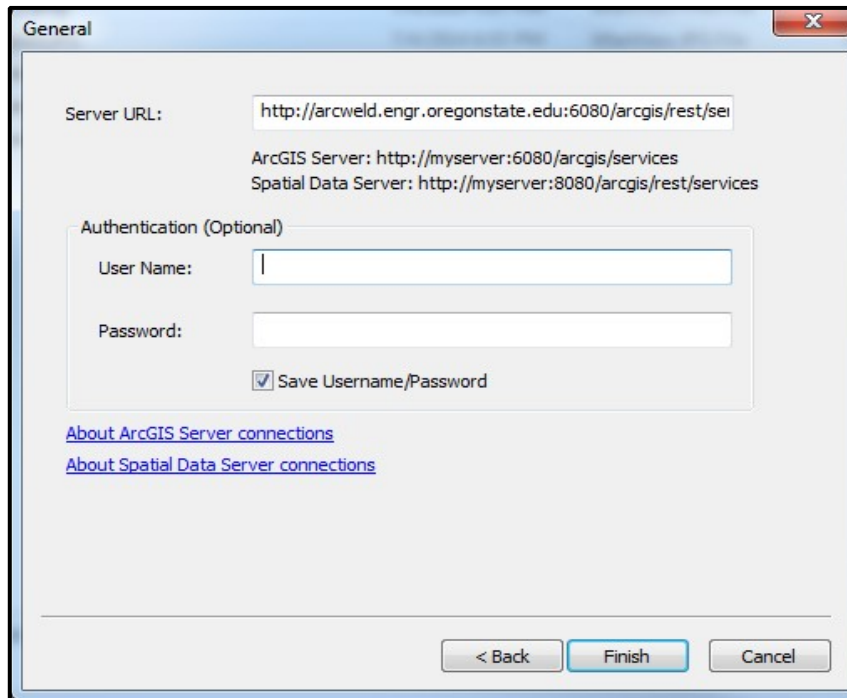 General
Server URL: http://arcweld.engr.oregonstate.edu:6080/arcgis/rest/ser
ArcGIS Server: http://myserver:6080/arcgis/services
Spatial Data Server: http://myserver:8080/arcgis/rest/services
Authentication (Optional)
User Name:
Password:
Save Username/Password
About ArcGIS Server connections
About Spatial Data Server connections
< Back Finish Cancel